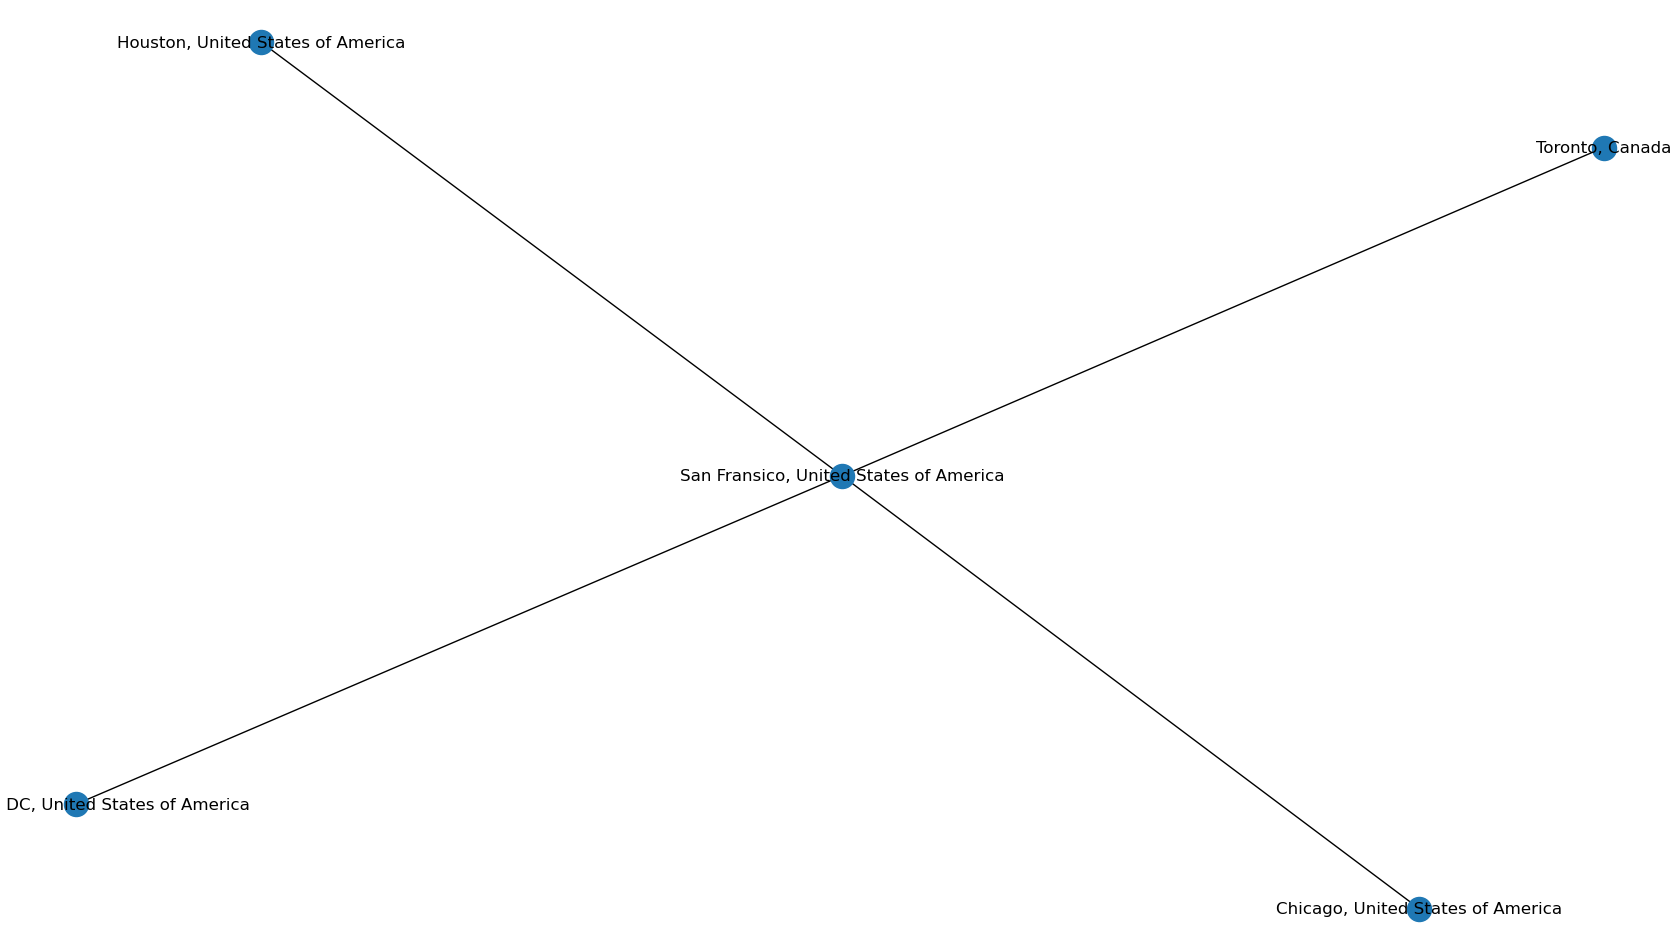 Houston, United States of America
Toronto, Canada
San Fransico, United States of America
DC, United States of America
Chicago, United States of America